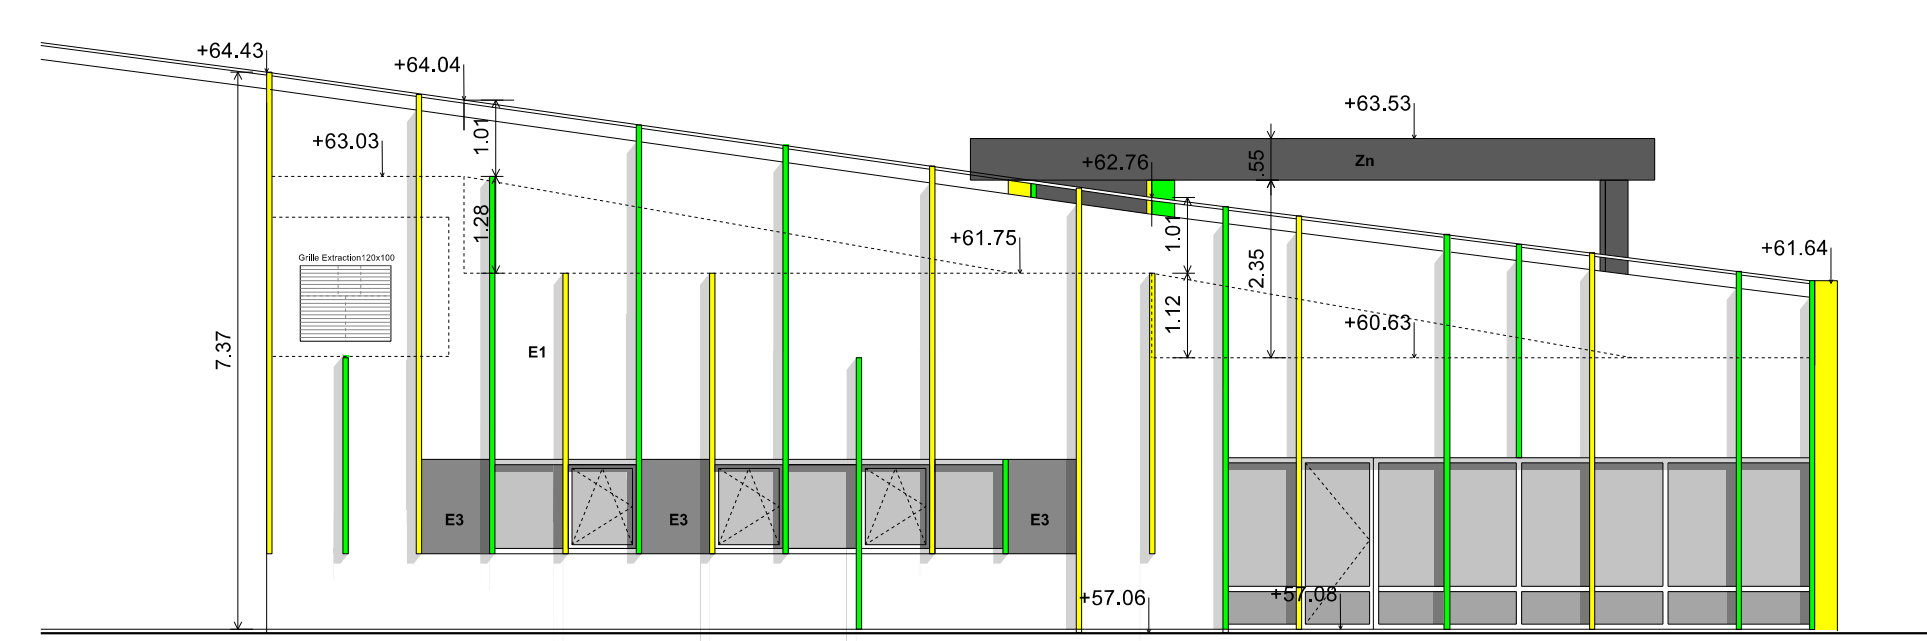 +64.43
+64.04
+63.53
1.01
+63.03
.55
Zn
+62.76
1.28
1.01
+61.75
2.35
+61.64
Grille Extraction120x100
1.12
+60.63
7.37
E1
E3
E3
E3
+57.06
+57.08